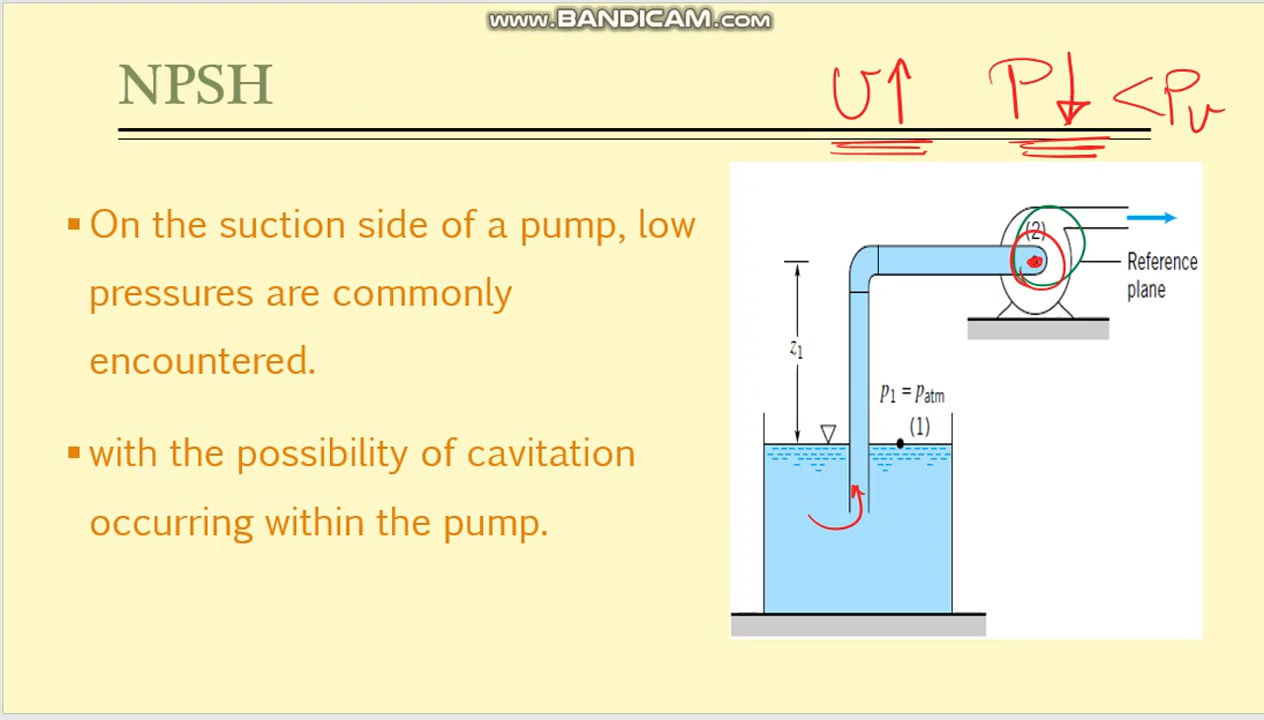 www.BANDICAM.com
NPSH
U↑ P↓ <Pv
▪ On the suction side of a pump, low
pressures are commonly
encountered.
▪ with the possibility of cavitation
occurring within the pump.
(2)
Reference
plane
z1
p1 = patm
(1)